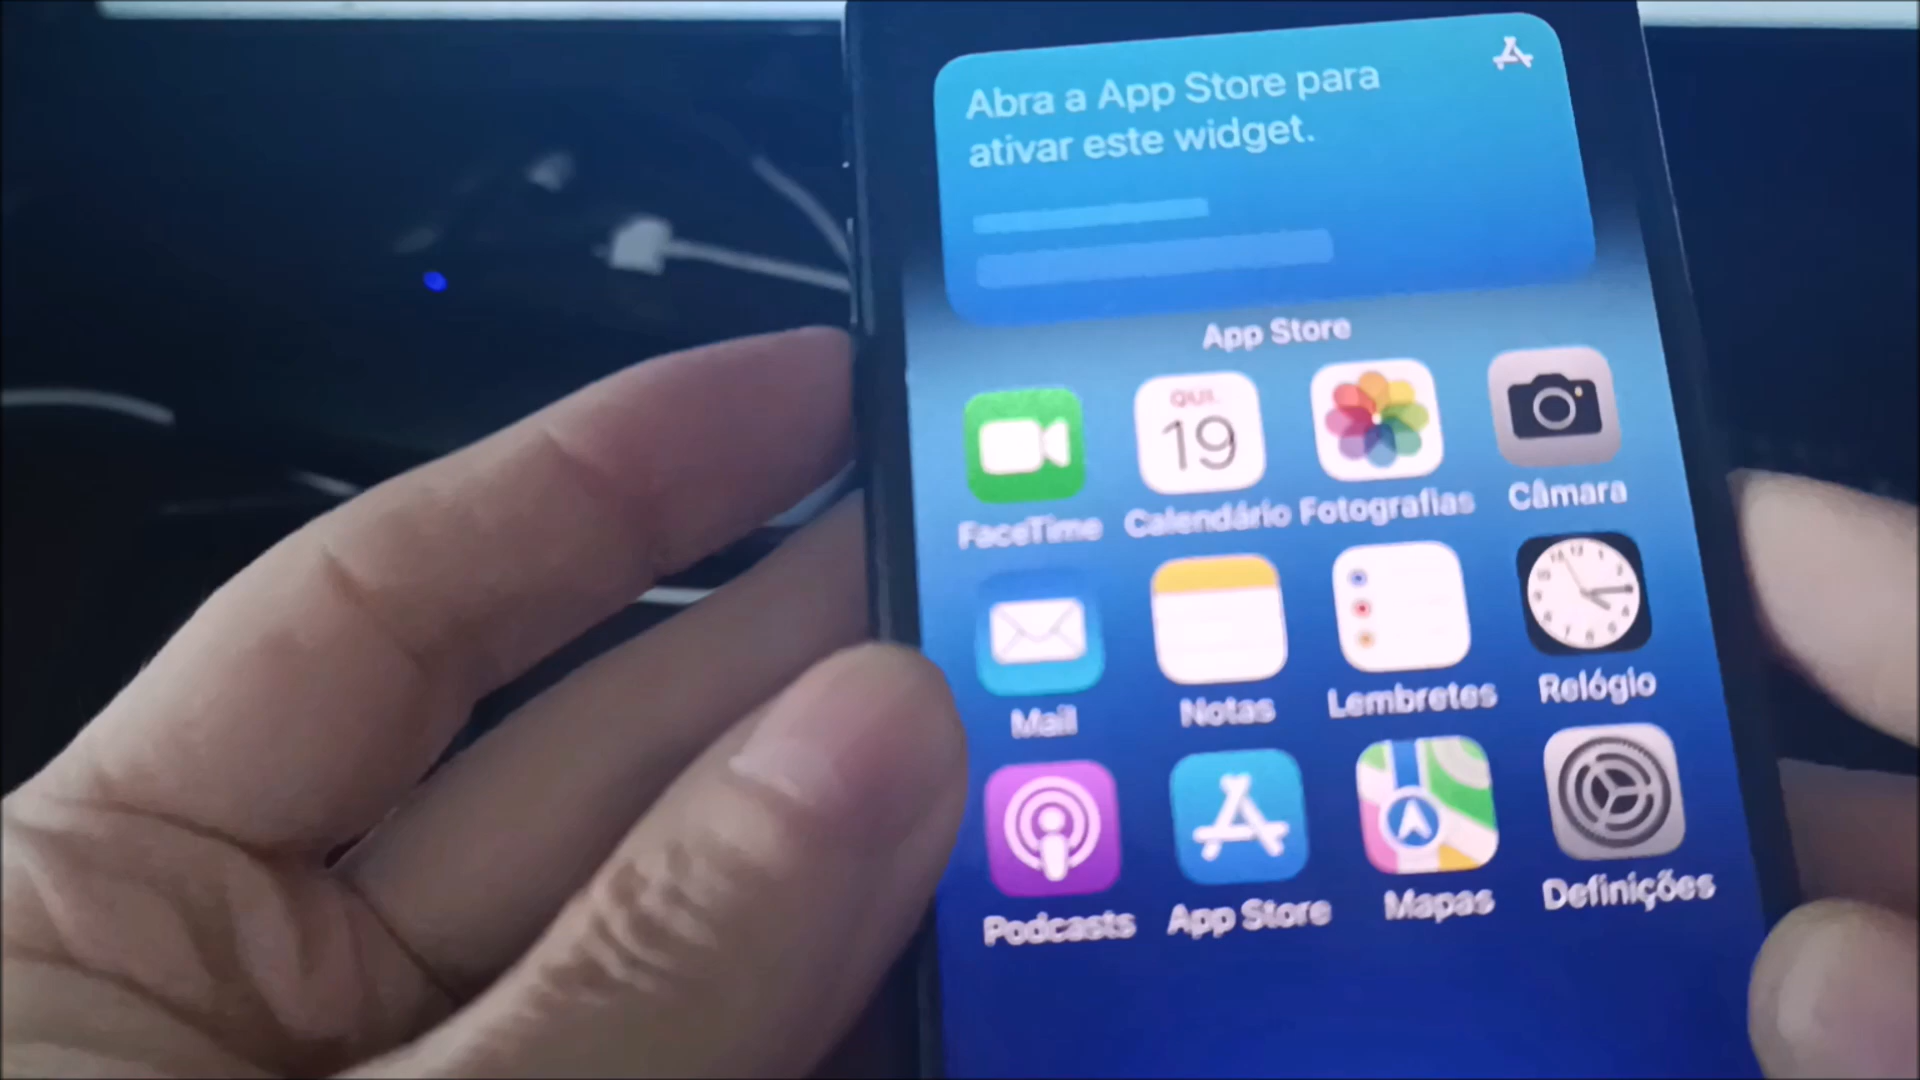 Abra a App Store para
ativar este widget.
App Store
QUI.
19
FaceTime
Calendário
Fotografias
Câmara
Mail
Notas
Lembretes
Relógio
Podcasts
App Store
Mapas
Definições